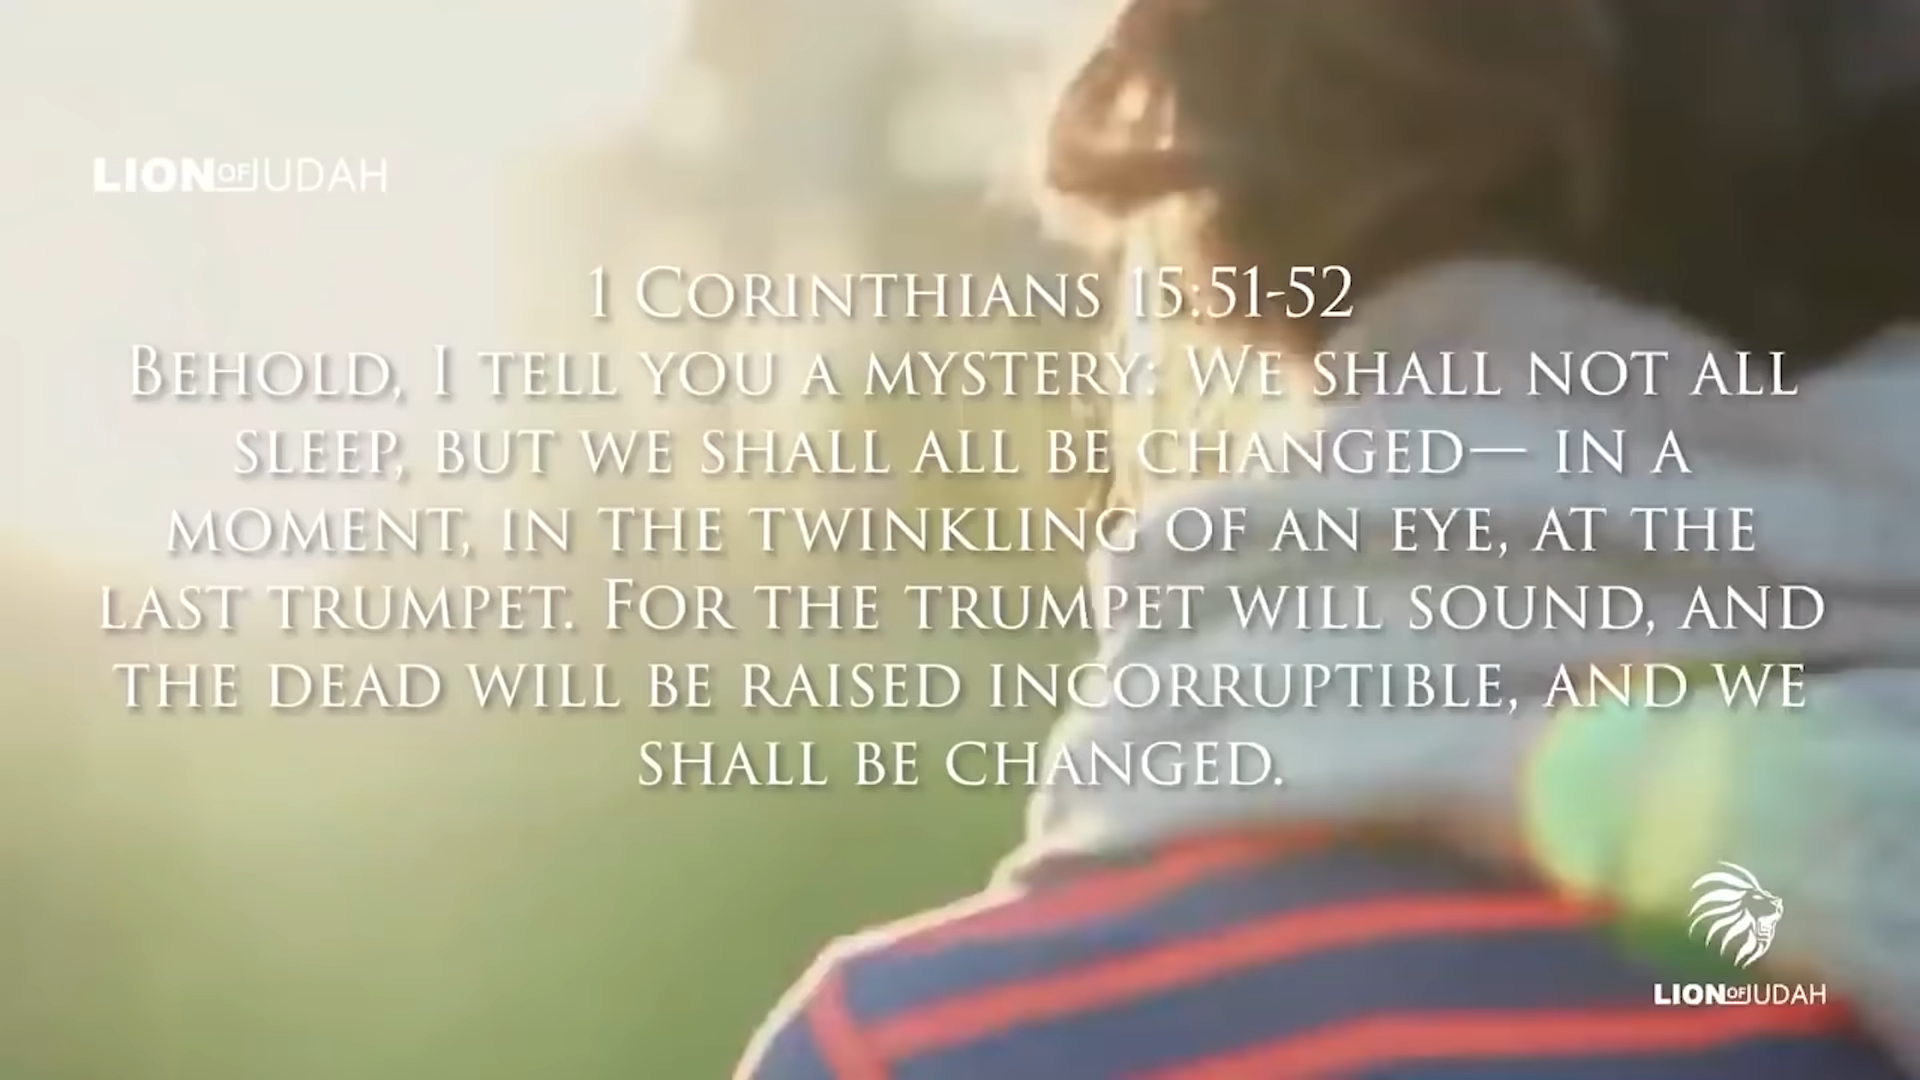 LION OF JUDAH
1 Corinthians 15:51-52
Behold, I tell you a mystery: We shall not all
sleep, but we shall all be changed— in a
moment, in the twinkling of an eye, at the
last trumpet. For the trumpet will sound, and
the dead will be raised incorruptible, and we
shall be changed.
LION OF JUDAH